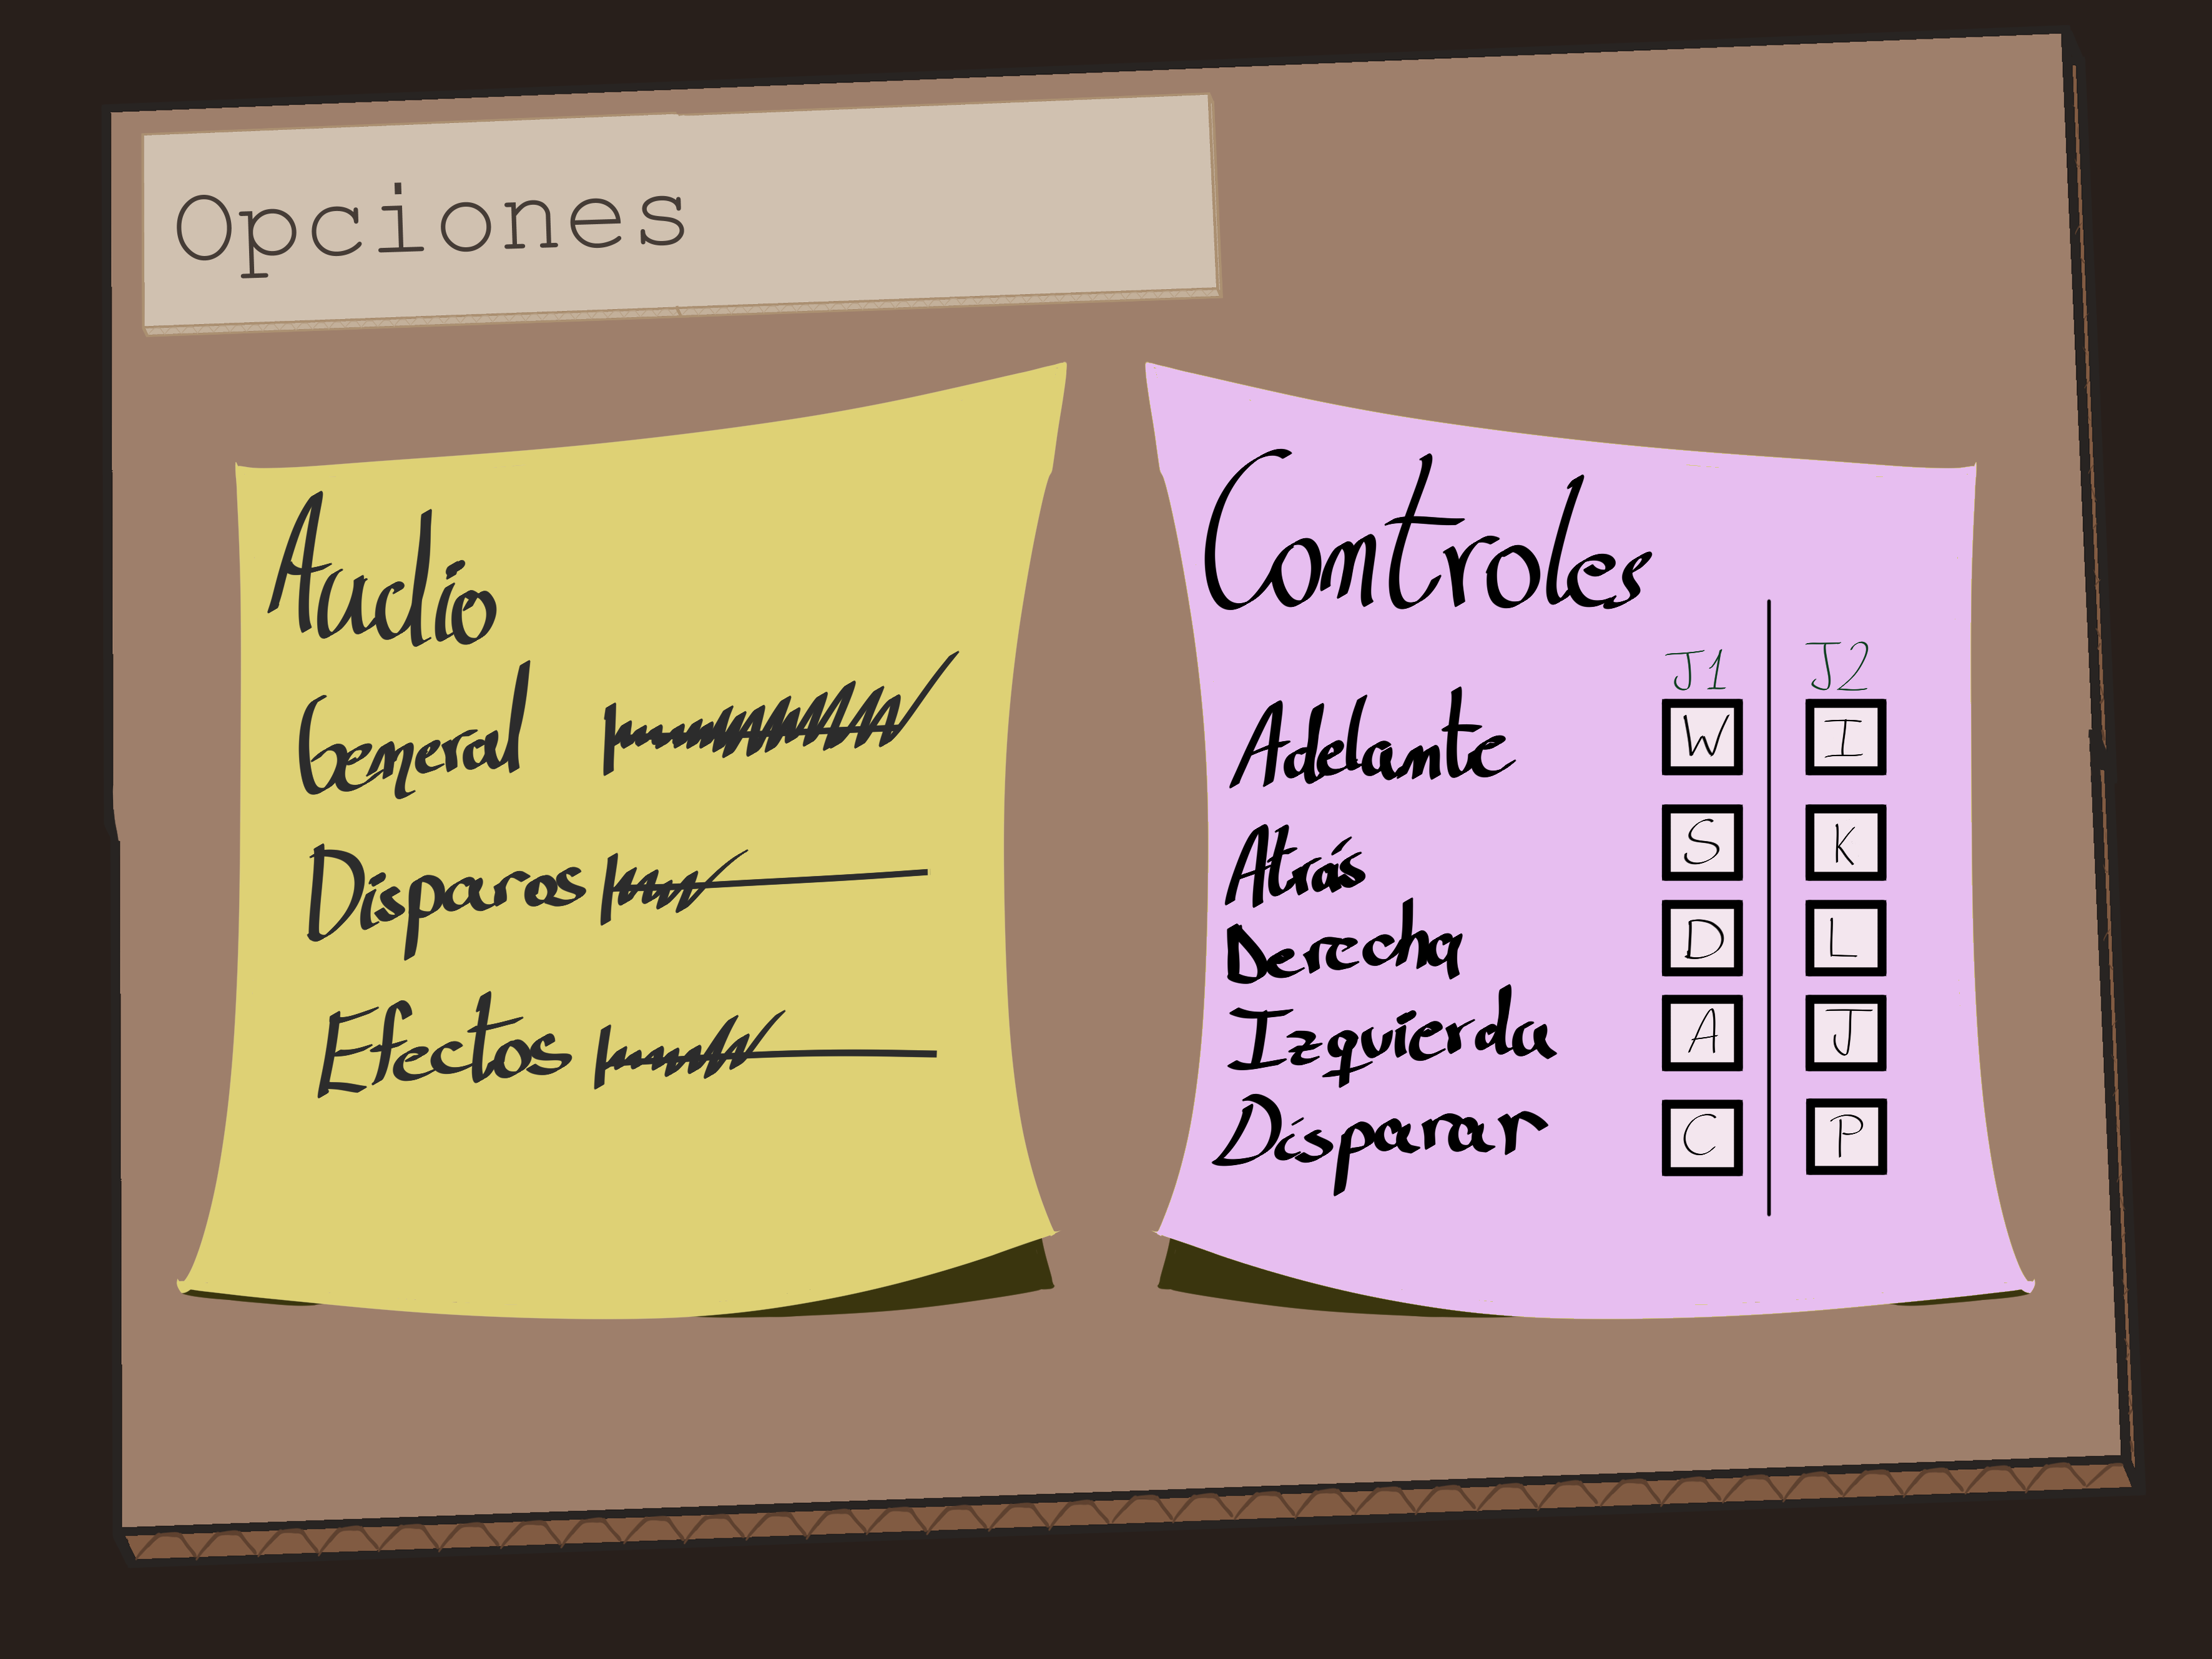 Opciones
Audio
General
Disparos
Efectos
Controles
J1 J2
Adelante W I
Atrás S K
Derecha D L
Izquierda A J
Disparar C P